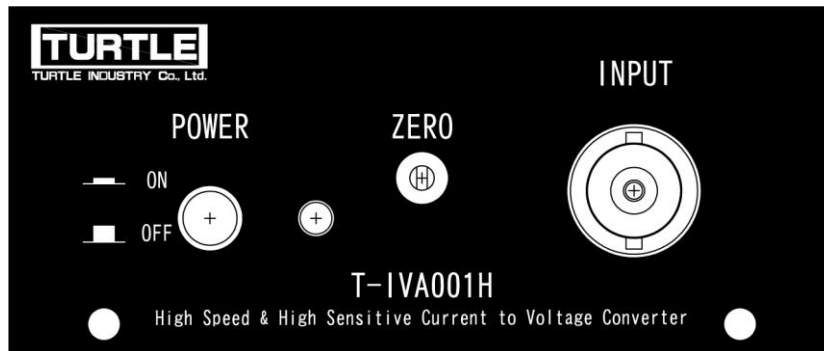 TURTLE
TURTLE INDUSTRY Co., Ltd.
INPUT
POWER
ZERO
ON
OFF
T-IVA001H
High Speed & High Sensitive Current to Voltage Converter